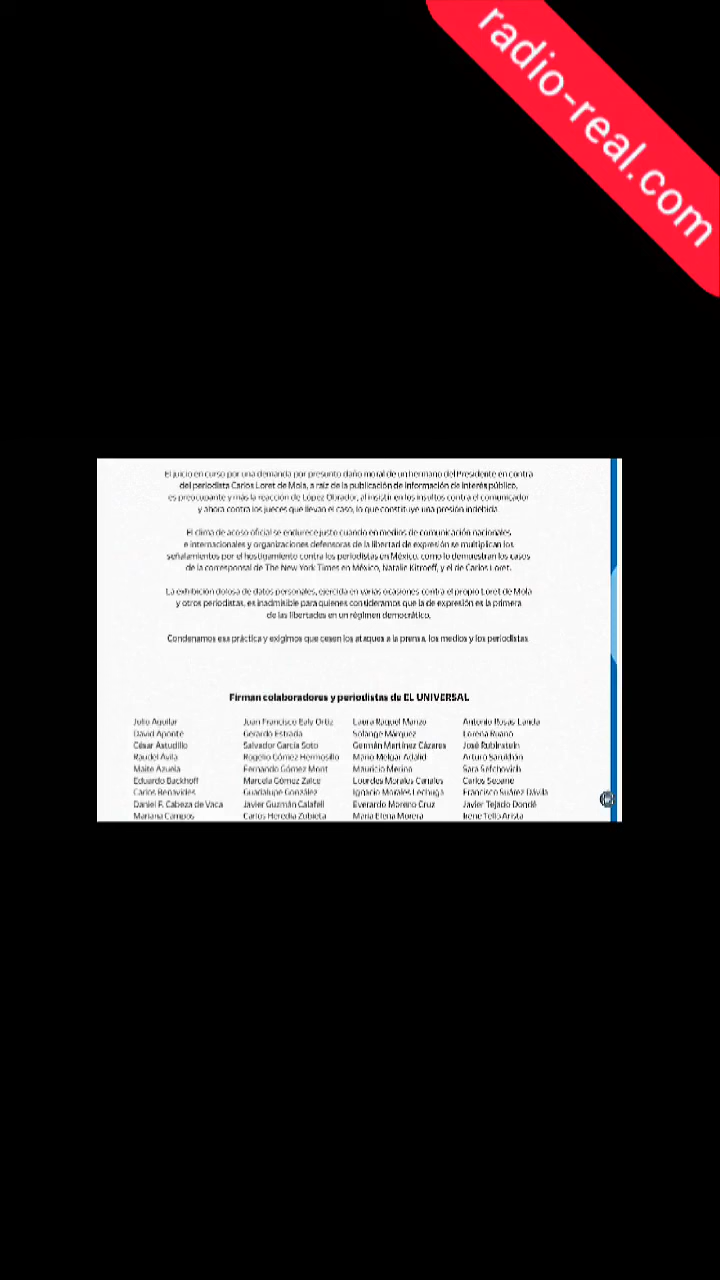 radio-real.com
El juicio en curso por una demanda por presunto daño moral de un hermano del Presidente en contra
del periodista Carlos Loret de Mola, a raíz de la publicación de información de interés público,
es preocupante y más la reacción de López Obrador, al insistir en los insultos contra el comunicador
y ahora contra los jueces que llevan el caso, lo que constituye una presión indebida.
El clima de acoso oficial se endurece justo cuando en medios de comunicación nacionales
e internacionales y organizaciones defensoras de la libertad de expresión se multiplican los
señalamientos por el hostigamiento contra los periodistas en México, como lo demuestran los casos
de la corresponsal de The New York Times en México, Natalie Kitroeff, y el de Carlos Loret.
La exhibición dolosa de datos personales, ejercida en varias ocasiones contra el propio Loret de Mola
y otros periodistas, es inadmisible para quienes consideramos que la de expresión es la primera
de las libertades en un régimen democrático.
Condenamos esa práctica y exigimos que cesen los ataques a la prensa, los medios y los periodistas.
Firman colaboradores y periodistas de EL UNIVERSAL
Julio Aguilar Juan Francisco Ealy Ortiz Laura Raquel Manzo Antonio Rosas Landa
David Aponte Gerardo Estrada Solange Márquez Lorena Ruano
César Astudillo Salvador García Soto Germán Martínez Cázares José Rubinstein
Raudel Ávila Rogelio Gómez Hermosillo Mario Melgar Adalid Arturo Sarukhán
Maite Azuela Fernando Gómez Mont Mauricio Merino Sara Sefchovich
Eduardo Backhoff Marcela Gómez Zalce Lourdes Morales Canales Carlos Seoane
Carlos Benavides Guadalupe González Ignacio Morales Lechuga Francisco Suárez Dávila
Daniel F. Cabeza de Vaca Javier Guzmán Calafell Everardo Moreno Cruz Javier Tejado Dondé
Mariana Campos Carlos Heredia Zubieta María Elena Morera Irene Tello Arista